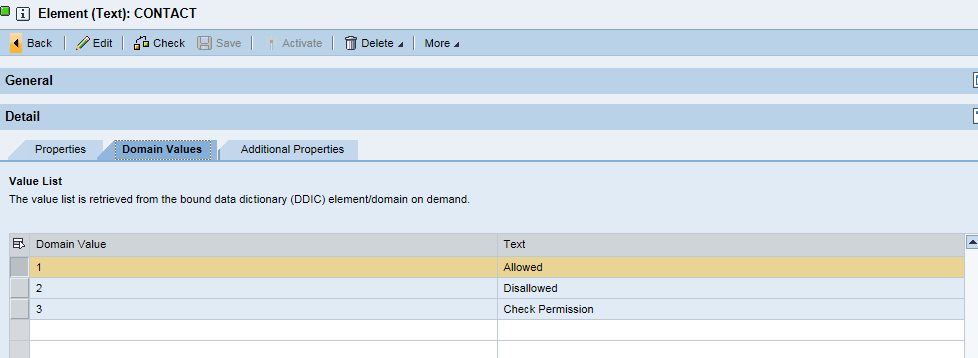 Element (Text): CONTACT
Back Edit Check Save Activate Delete More
General
Detail
Properties Domain Values Additional Properties
Value List
The value list is retrieved from the bound data dictionary (DDIC) element/domain on demand.
Domain Value Text
1 Allowed
2 Disallowed
3 Check Permission